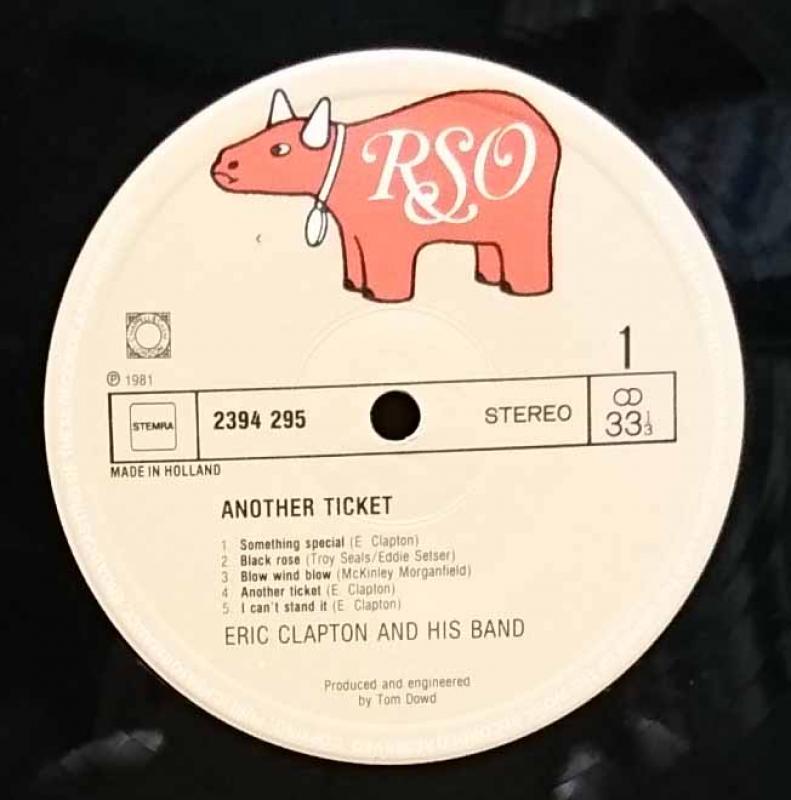 RSO
1
℗ 1981
STEMRA
2394 295
STEREO
33 1/3
MADE IN HOLLAND
ANOTHER TICKET
1 Something special (E Clapton)
2 Black rose (Troy Seals/Eddie Setser)
3 Blow wind blow (McKinley Morganfield)
4 Another ticket (E. Clapton)
5. I can't stand it (E. Clapton)
ERIC CLAPTON AND HIS BAND
Produced and engineered
by Tom Dowd